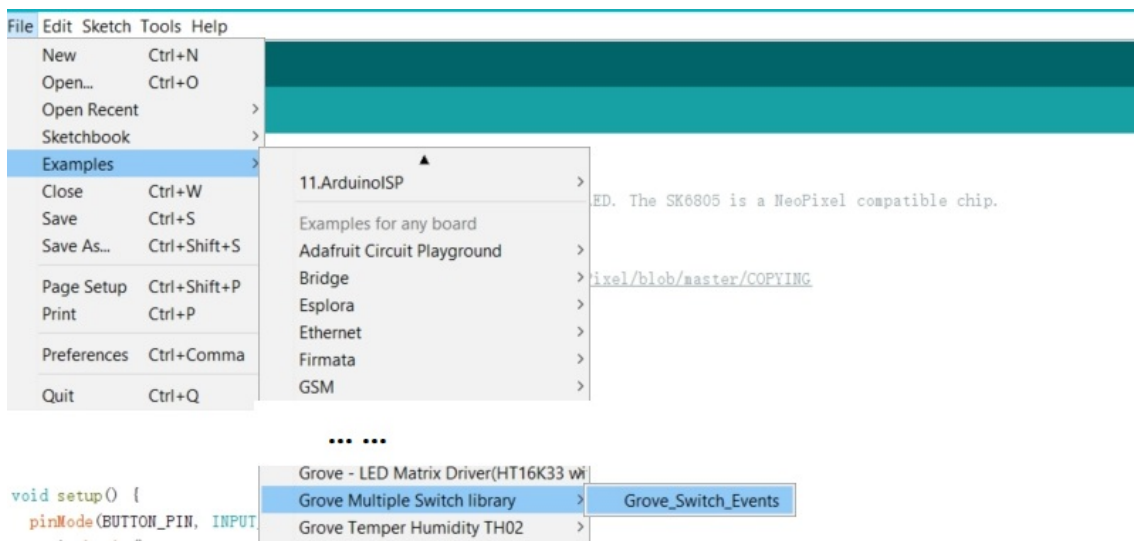 File Edit Sketch Tools Help
New Ctrl+N
Open... Ctrl+O
Open Recent
Sketchbook
Examples
Close Ctrl+W
Save Ctrl+S
Save As... Ctrl+Shift+S
Page Setup Ctrl+Shift+P
Print Ctrl+P
Preferences Ctrl+Comma
Quit Ctrl+Q
11.ArduinoISP
Examples for any board
Adafruit Circuit Playground
Bridge
Esplora
Ethernet
Firmata
GSM
ED. The SK6805 is a NeoPixel compatible chip.
ixel/blob/master/COPYING
... ...
Grove - LED Matrix Driver(HT16K33 wi
Grove Multiple Switch library
Grove Temper Humidity TH02
Grove_Switch_Events
void setup() {
pinMode(BUTTON_PIN, INPUT